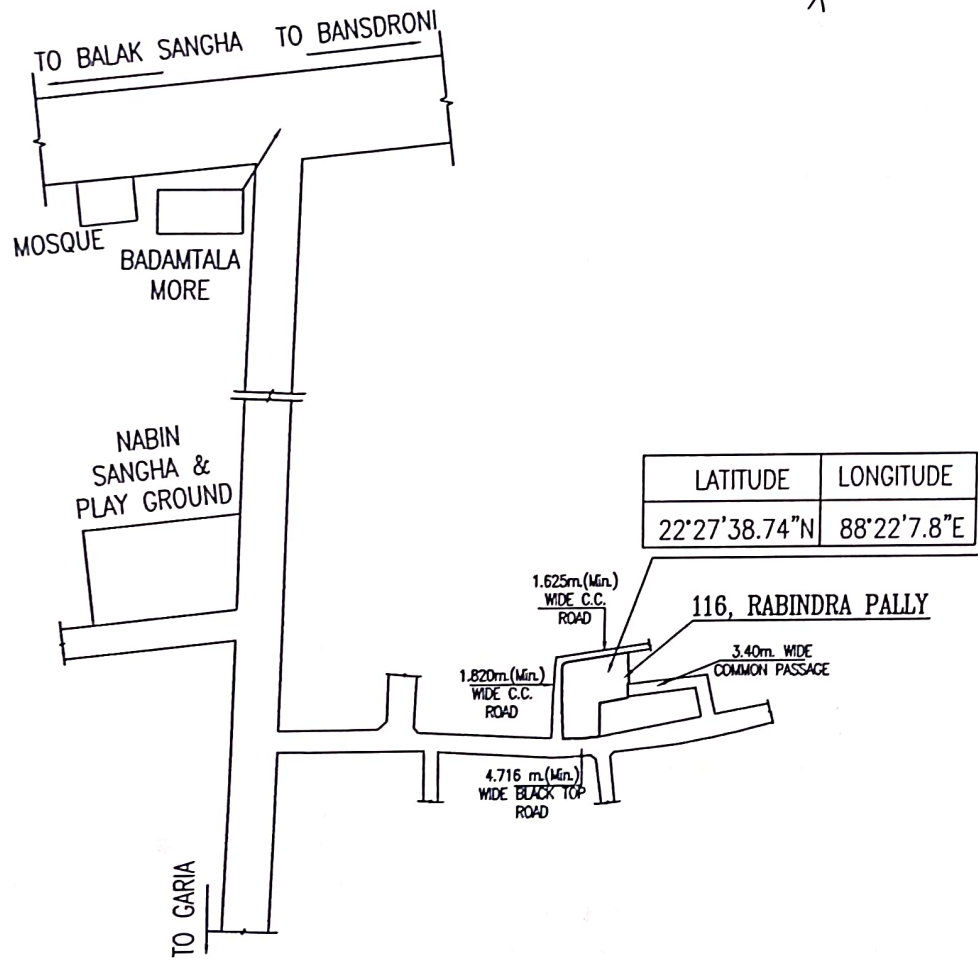 TO BALAK SANGHA TO BANSDRONI
MOSQUE
BADAMTALA
MORE
NABIN
SANGHA &
PLAY GROUND
LATITUDE LONGITUDE
22°27'38.74"N 88°22'7.8"E
1.625m.(Min.)
WIDE C.C.
ROAD
116, RABINDRA PALLY
3.40m. WIDE
COMMON PASSAGE
1.820m.(Min.)
WIDE C.C.
ROAD
4.716 m.(Min.)
WIDE BLACK TOP
ROAD
TO GARIA